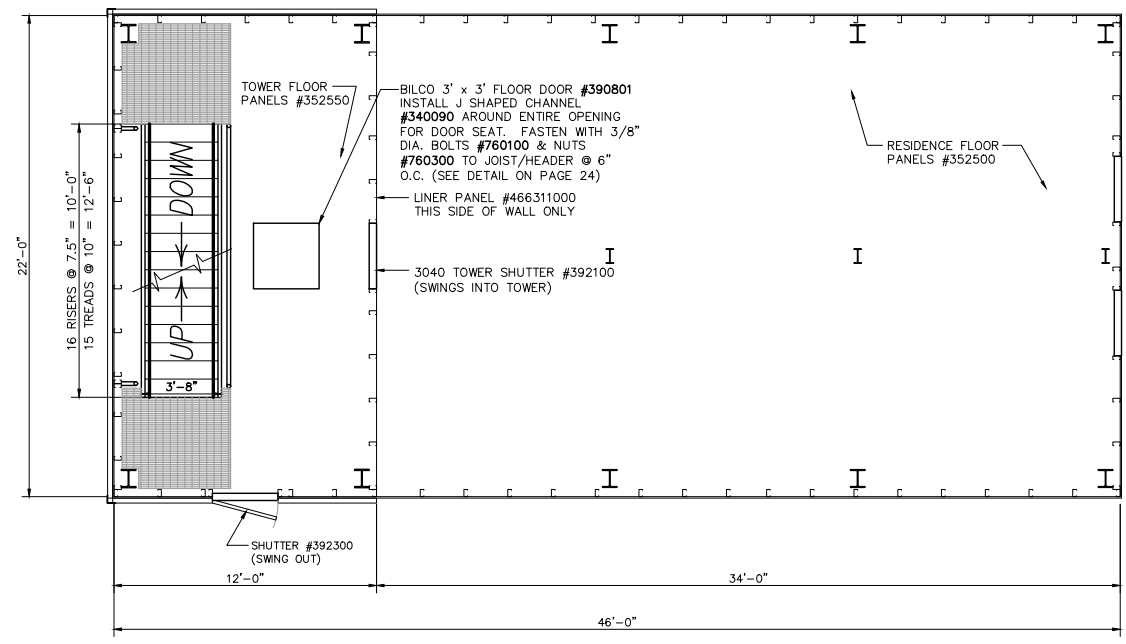 TOWER FLOOR
PANELS #352550
BILCO 3' x 3' FLOOR DOOR #390801
INSTALL J SHAPED CHANNEL
#340090 AROUND ENTIRE OPENING
FOR DOOR SEAT. FASTEN WITH 3/8"
DIA. BOLTS #760100 & NUTS
#760300 TO JOIST/HEADER @ 6"
O.C. (SEE DETAIL ON PAGE 24)
RESIDENCE FLOOR
PANELS #352500
LINER PANEL #466311000
THIS SIDE OF WALL ONLY
3040 TOWER SHUTTER #392100
(SWINGS INTO TOWER)
22'-0"
16 RISERS @ 7.5" = 10'-0"
15 TREADS @ 10" = 12'-6"
DOWN
UP
3'-8"
SHUTTER #392300
(SWING OUT)
12'-0"
34'-0"
46'-0"